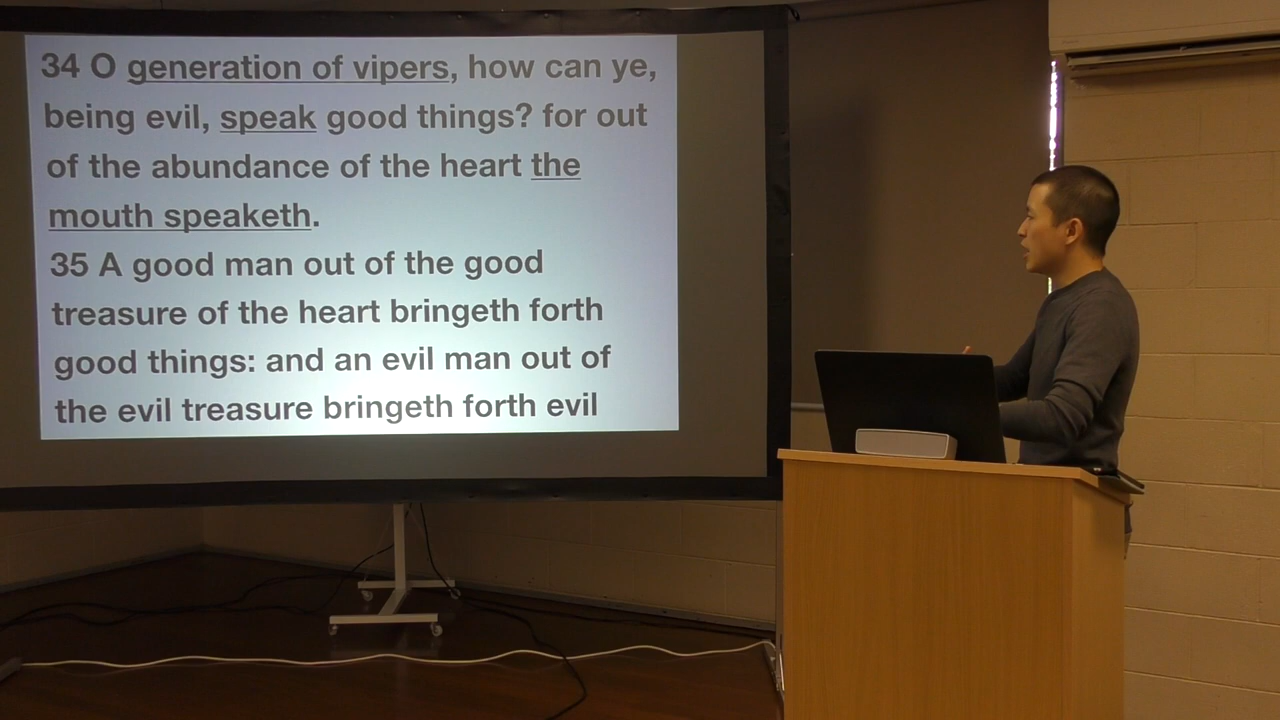 34 O generation of vipers, how can ye,
being evil, speak good things? for out
of the abundance of the heart the
mouth speaketh.
35 A good man out of the good
treasure of the heart bringeth forth
good things: and an evil man out of
the evil treasure bringeth forth evil